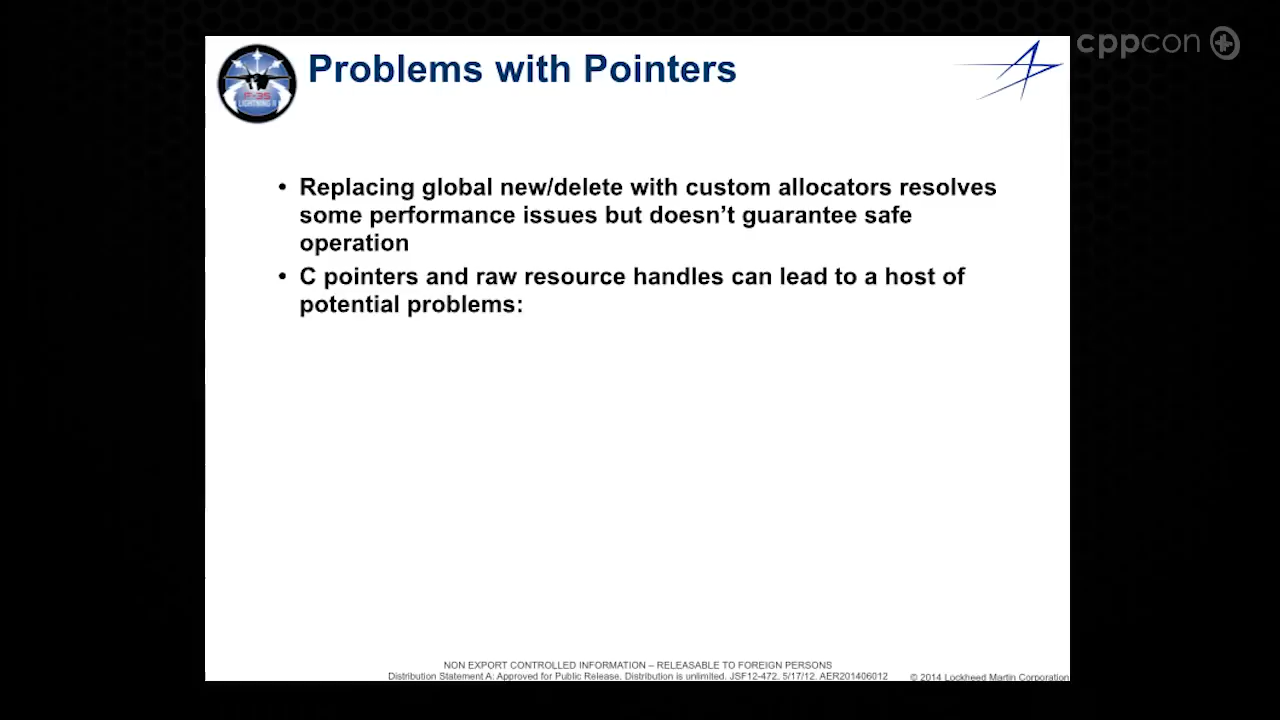 cppcon
Problems with Pointers
F-35
LIGHTNING II
• Replacing global new/delete with custom allocators resolves
some performance issues but doesn’t guarantee safe
operation
• C pointers and raw resource handles can lead to a host of
potential problems:
NON EXPORT CONTROLLED INFORMATION – RELEASABLE TO FOREIGN PERSONS
Distribution Statement A: Approved for Public Release. Distribution is unlimited. JSF12-472, 5/17/12. AER201406012
© 2014 Lockheed Martin Corporation